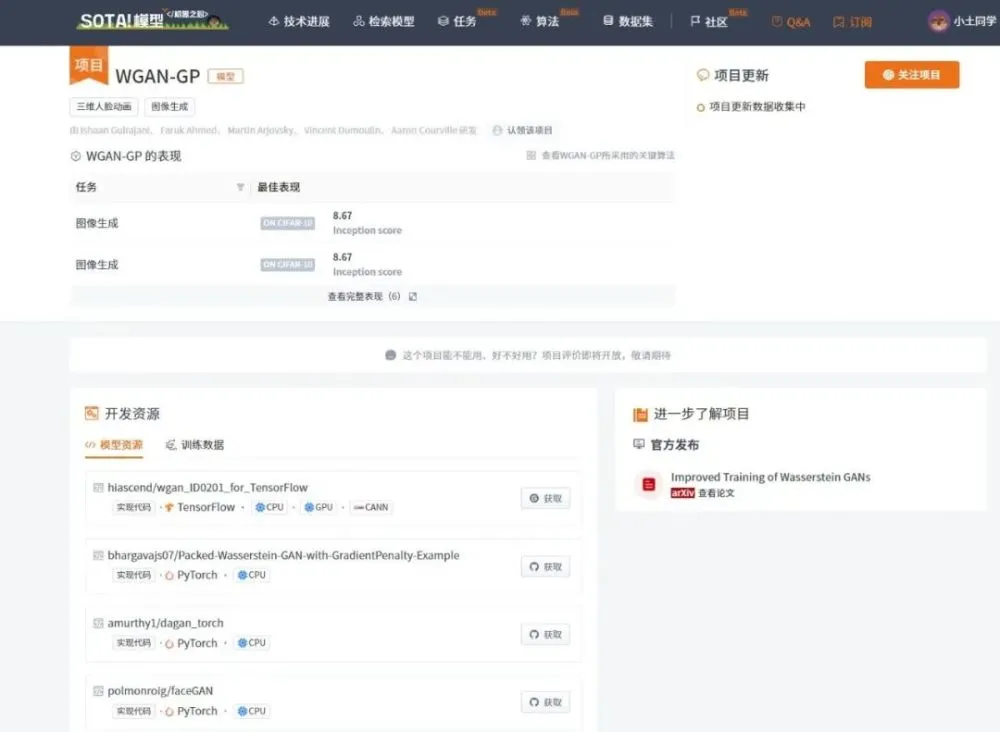 SOTA!模型
技术进展 检索模型 任务 Beta 算法 Beta 数据集 社区 Beta Q&A 订阅 小土同学
项目
WGAN-GP 模型
三维人脸动画 图像生成
由 Ishaan Gulrajani、Faruk Ahmed、Martin Arjovsky、Vincent Dumoulin、Aaron Courville 研发 认领该项目
WGAN-GP 的表现 查看WGAN-GP所采用的关键算法
任务 最佳表现
图像生成 ON CIFAR-10 8.67
Inception score
图像生成 ON CIFAR-10 8.67
Inception score
查看完整表现（6）
项目更新 关注项目
项目更新数据收集中
这个项目能不能用、好不好用？项目评价即将开放，敬请期待
开发资源
模型资源 训练数据
hiascend/wgan_ID0201_for_TensorFlow
实现代码 · TensorFlow · CPU · GPU · CANN
获取
bhargavajs07/Packed-Wasserstein-GAN-with-GradientPenalty-Example
实现代码 · PyTorch · CPU
获取
amurthy1/dagan_torch
实现代码 · PyTorch · CPU
获取
polmonroig/faceGAN
实现代码 · PyTorch · CPU
获取
进一步了解项目
官方发布
Improved Training of Wasserstein GANs
arXiv 查看论文